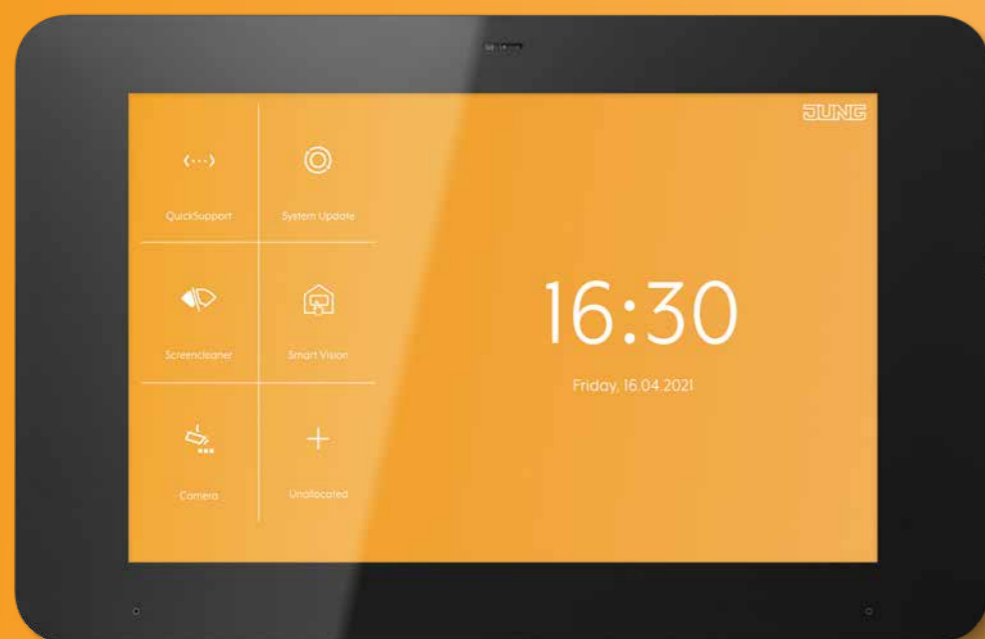 JUNG
QuickSupport
System Update
Screencleaner
Smart Vision
Camera
Unallocated
16:30
Friday, 16.04.2021